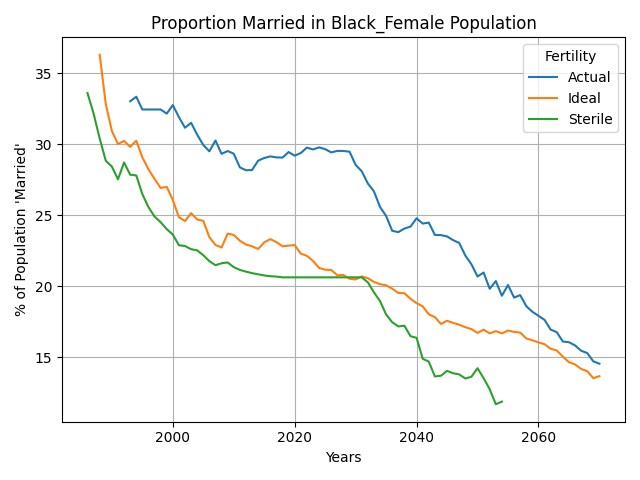 Proportion Married in Black_Female Population
% of Population 'Married'
35
30
25
20
15
Fertility
Actual
Ideal
Sterile
2000 2020 2040 2060
Years